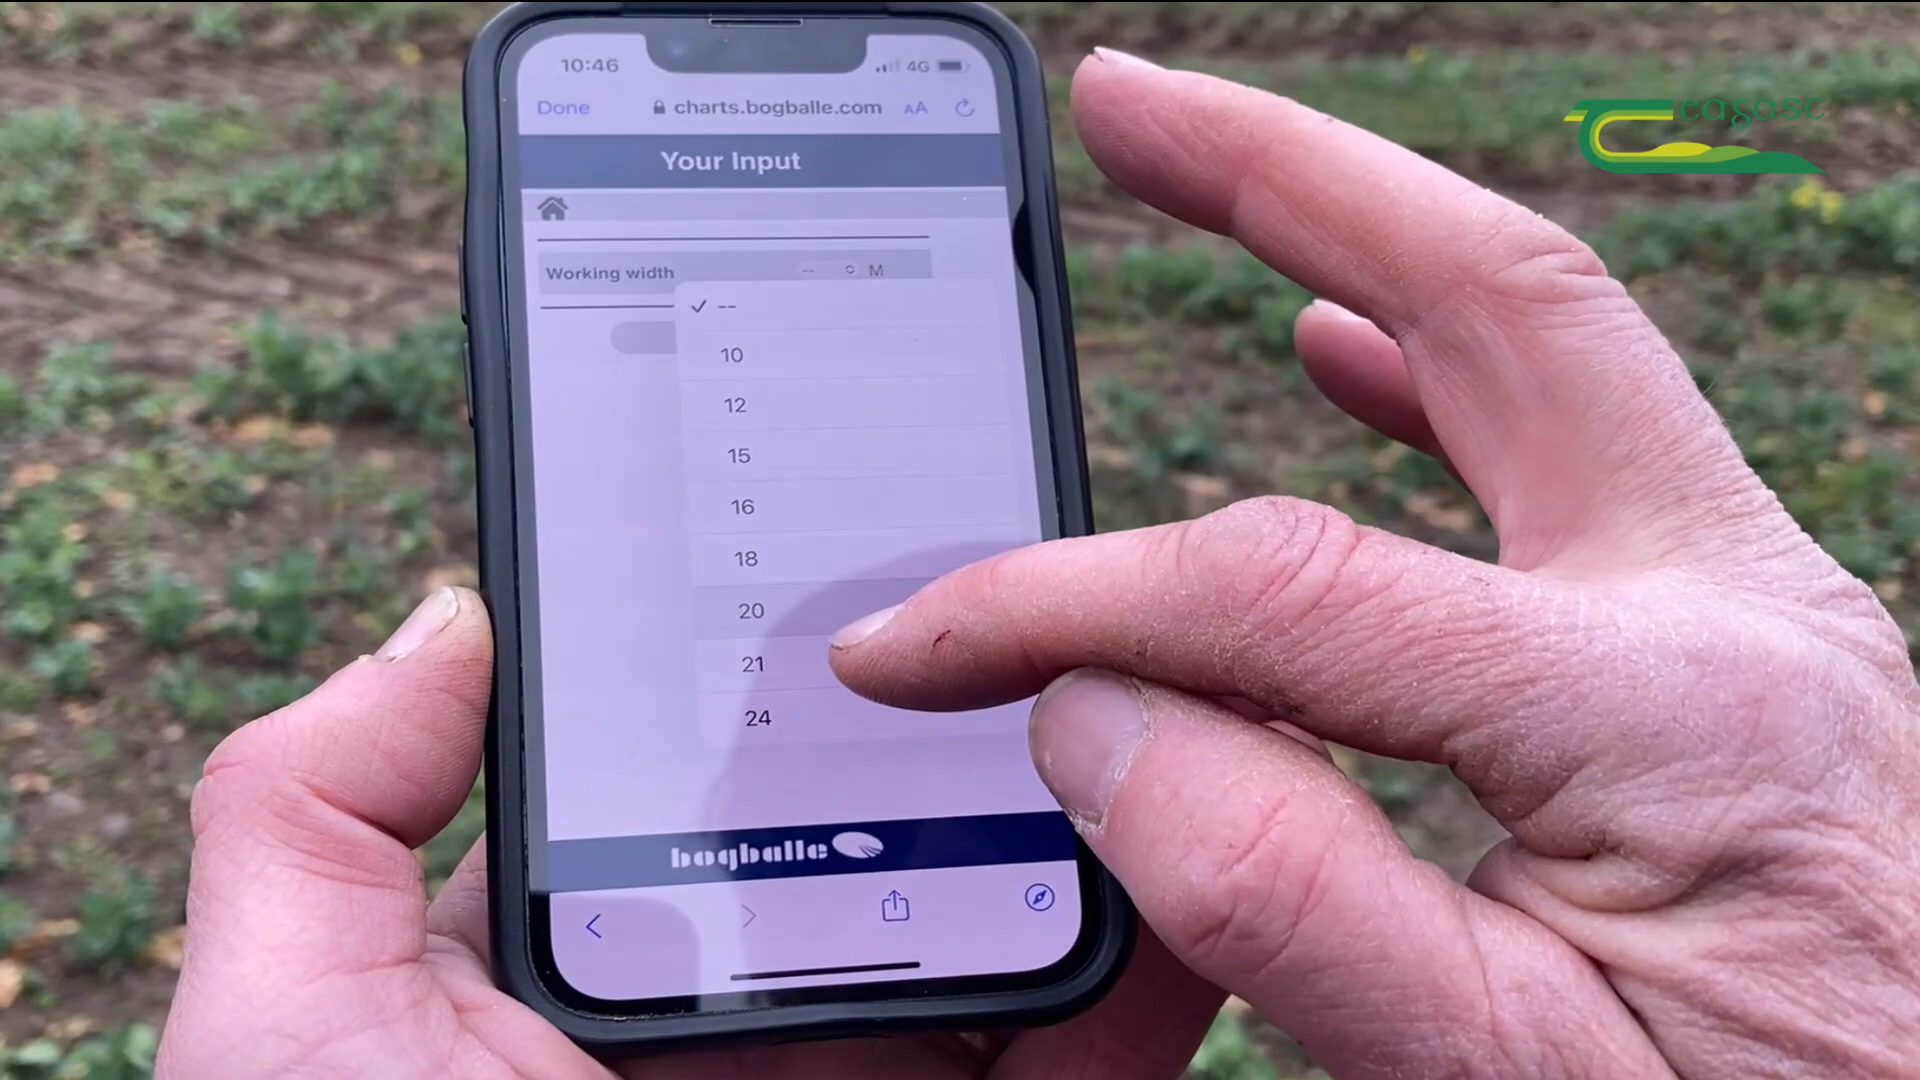 10:46 4G
Done charts.bogballe.com AA
Teagasc
Your Input
Working width -- M
--
10
12
15
16
18
20
21
24
bogballe